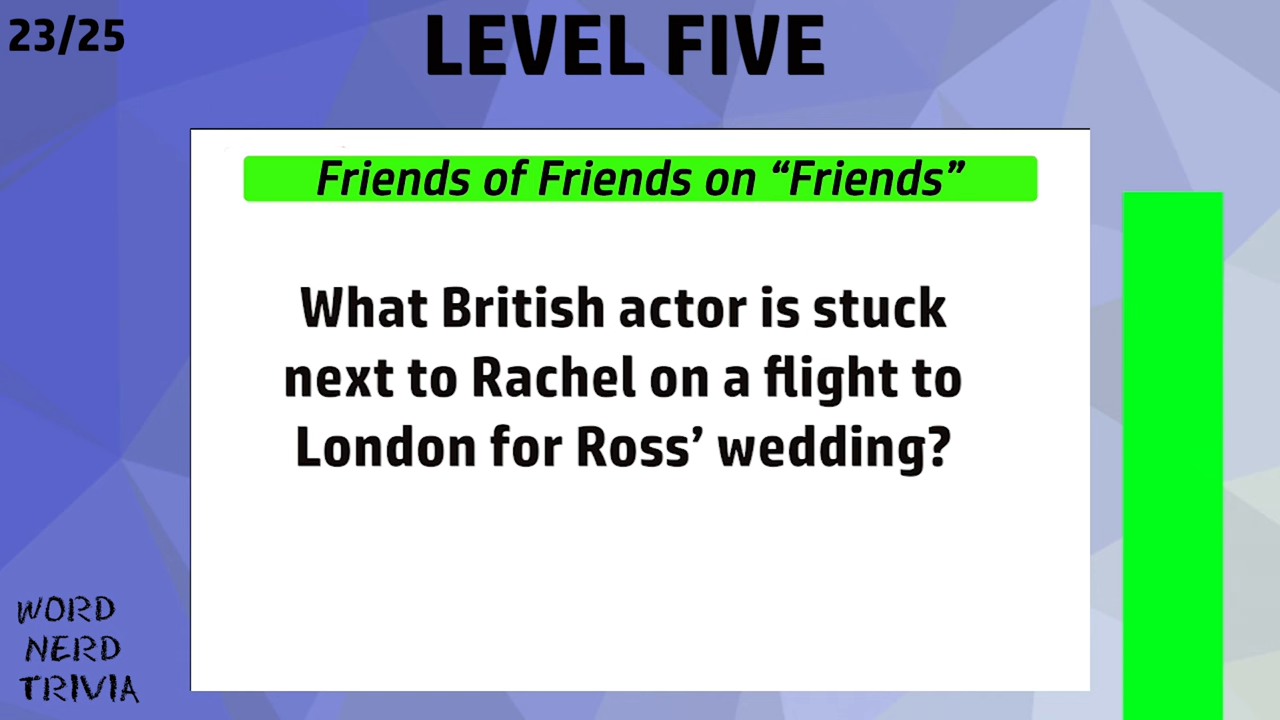 23/25
LEVEL FIVE
Friends of Friends on “Friends”
What British actor is stuck
next to Rachel on a flight to
London for Ross’ wedding?
WORD
NERD
TRIVIA